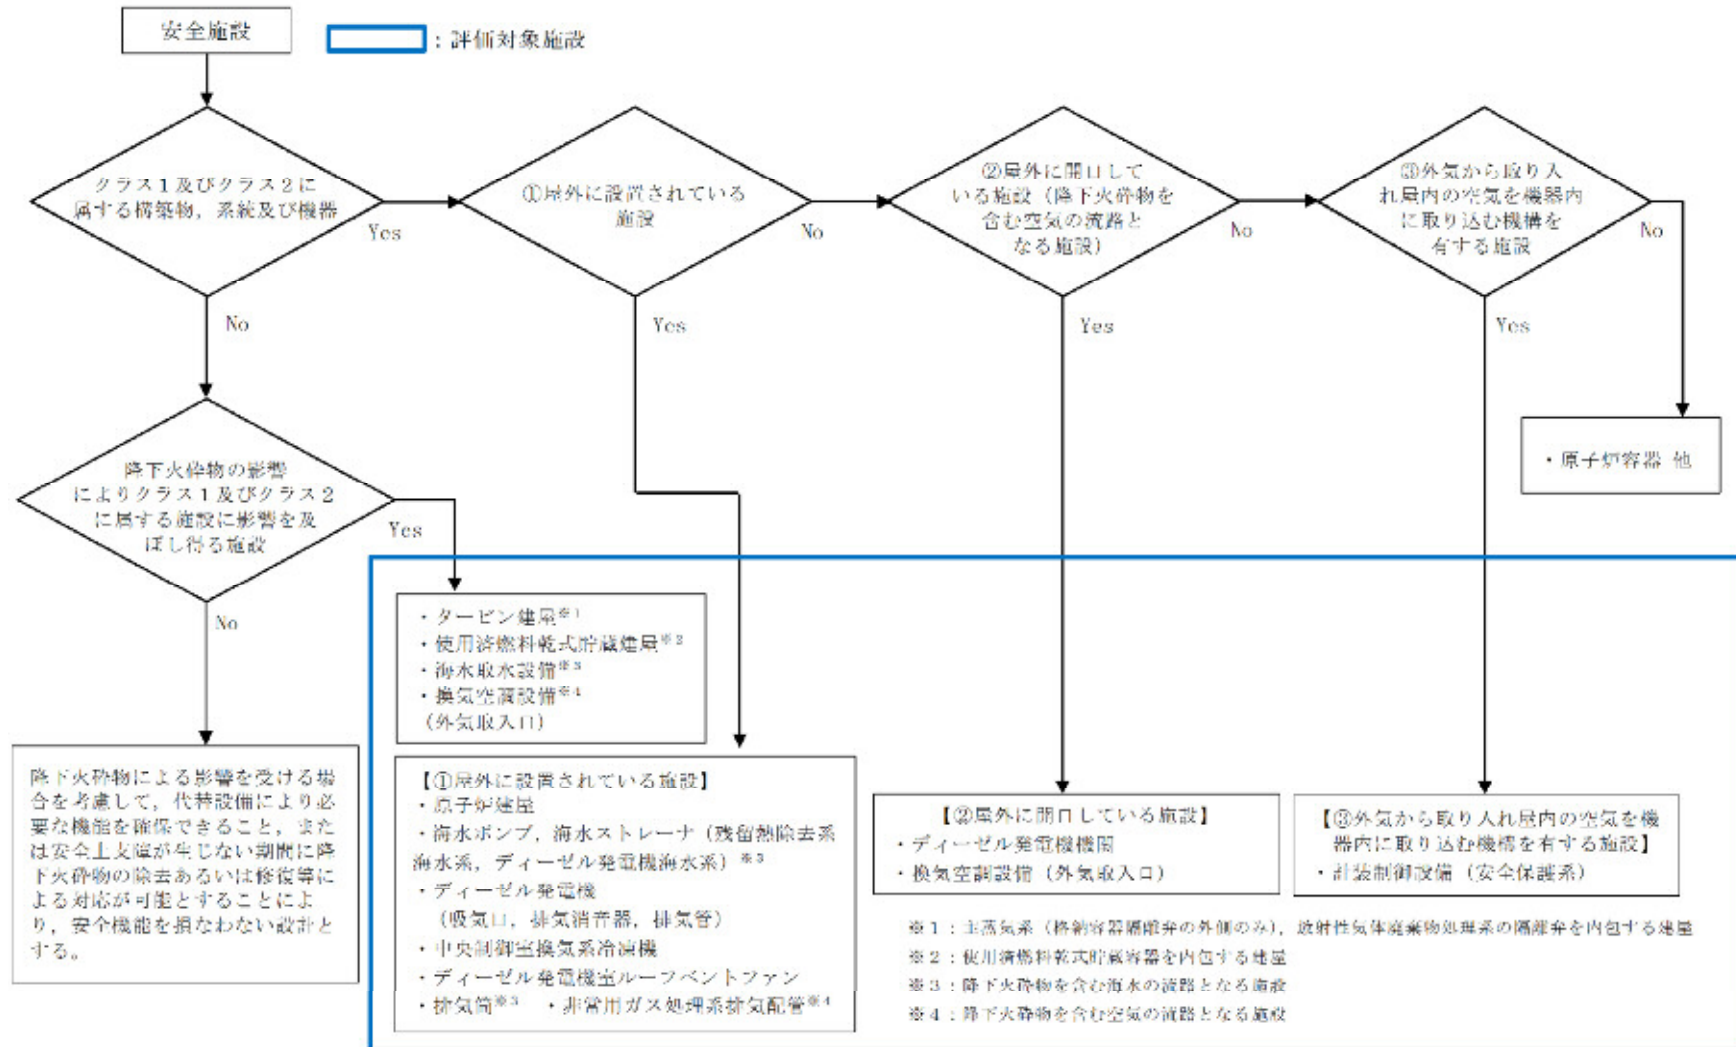 安全施設
：評価対象施設
クラス1及びクラス2に
属する構築物，系統及び機器
Yes
No
①屋外に設置されている
施設
No
Yes
②屋外に開口して
いる施設（降下火砕物を
含む空気の流路と
なる施設）
No
Yes
③外気から取り入
れ屋内の空気を機器内
に取り込む機構を
有する施設
No
Yes
・原子炉容器 他
降下火砕物の影響
によりクラス1及びクラス2
に属する施設に影響を及
ぼし得る施設
Yes
No
・タービン建屋※1
・使用済燃料乾式貯蔵建屋※2
・海水取水設備※3
・換気空調設備※4
（外気取入口）
降下火砕物による影響を受ける場
合を考慮して，代替設備により必
要な機能を確保できること，また
は安全上支障が生じない期間に降
下火砕物の除去あるいは修復等に
よる対応が可能とすることによ
り，安全機能を損なわない設計と
する。
【①屋外に設置されている施設】
・原子炉建屋
・海水ポンプ，海水ストレーナ（残留熱除去系
海水系，ディーゼル発電機海水系）※3
・ディーゼル発電機
（吸気口，排気消音器，排気管）
・中央制御室換気系冷凍機
・ディーゼル発電機室ルーフベントファン
・排気筒※3 ・非常用ガス処理系排気配管※4
【②屋外に開口している施設】
・ディーゼル発電機機関
・換気空調設備（外気取入口）
【③外気から取り入れ屋内の空気を機
器内に取り込む機構を有する施設】
・計装制御設備（安全保護系）
※1：主蒸気系（格納容器隔離弁の外側のみ），放射性気体廃棄物処理系の隔離弁を内包する建屋
※2：使用済燃料乾式貯蔵容器を内包する建屋
※3：降下火砕物を含む海水の流路となる施設
※4：降下火砕物を含む空気の流路となる施設